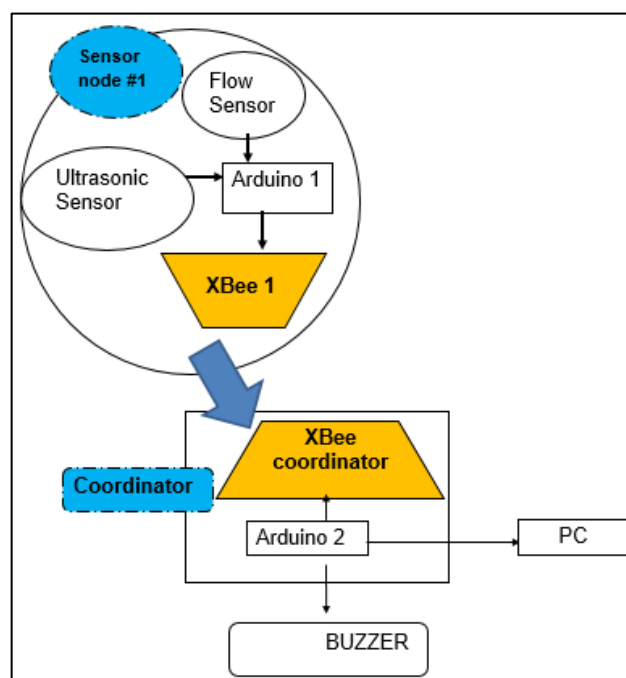 Sensor
node #1
Flow
Sensor
Ultrasonic
Sensor
Arduino 1
XBee 1
XBee
coordinator
Coordinator
Arduino 2
PC
BUZZER